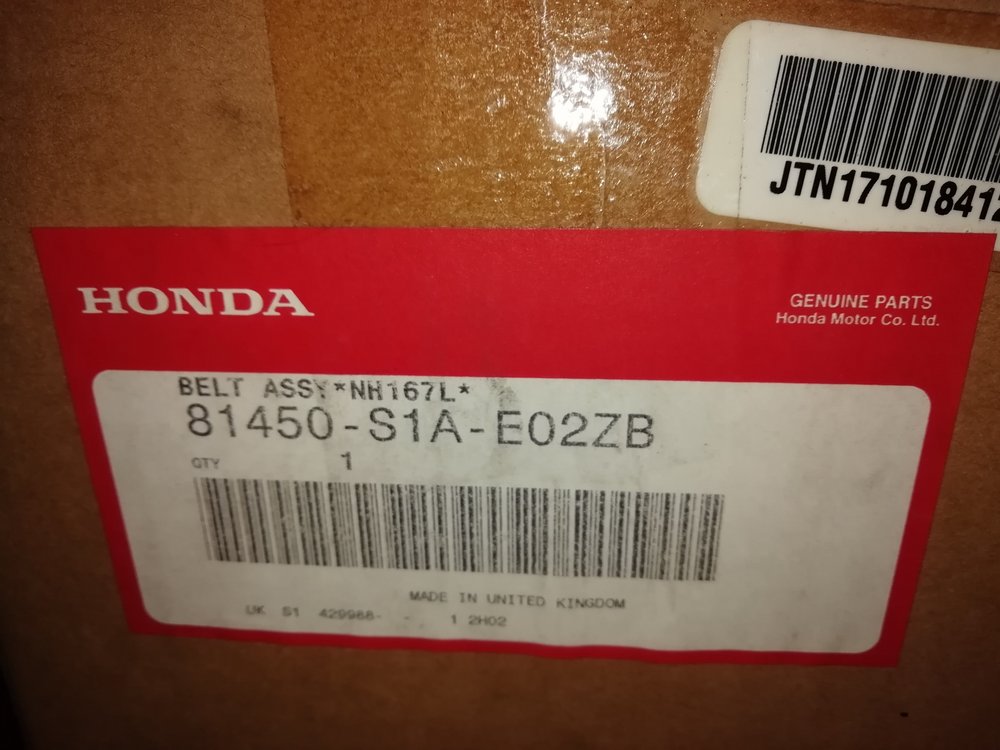 JTN171018412
HONDA
GENUINE PARTS
Honda Motor Co. Ltd.
BELT ASSY*NH167L*
81450-S1A-E02ZB
QTY 1
MADE IN UNITED KINGDOM
UK S1 429988- - 1 2H02